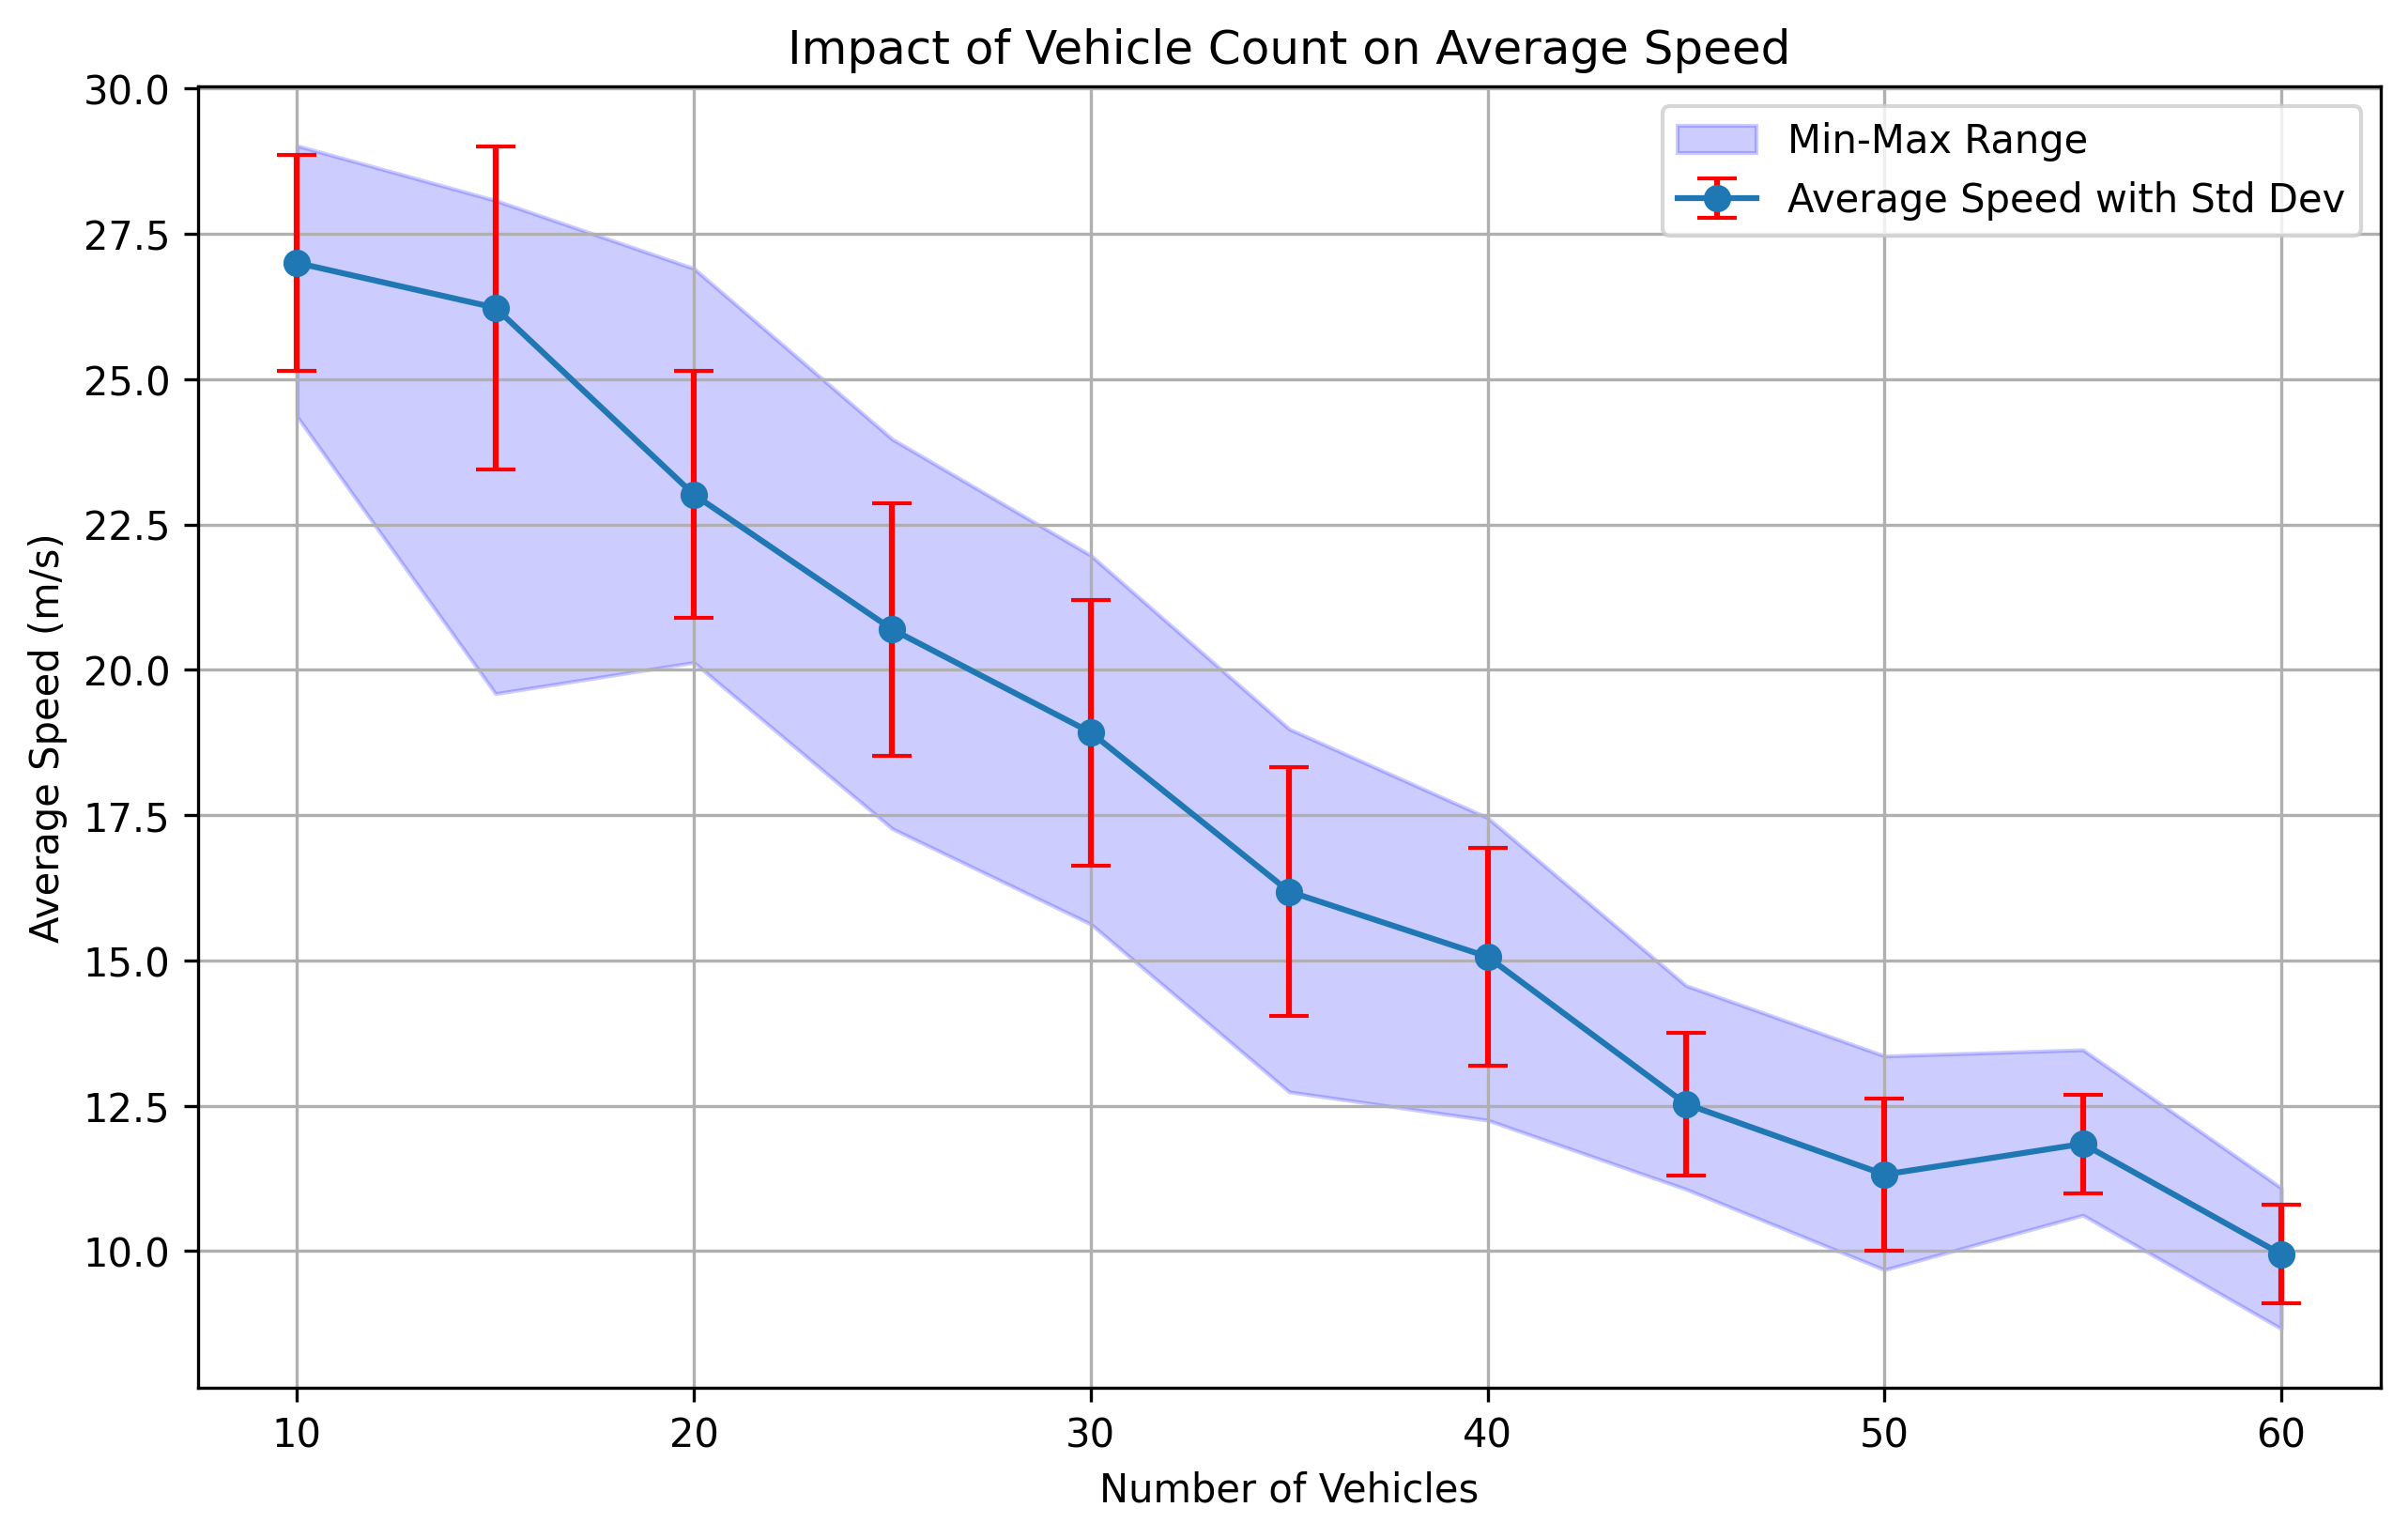 Impact of Vehicle Count on Average Speed
Min-Max Range
Average Speed with Std Dev
Average Speed (m/s)
30.0
27.5
25.0
22.5
20.0
17.5
15.0
12.5
10.0
10 20 30 40 50 60
Number of Vehicles